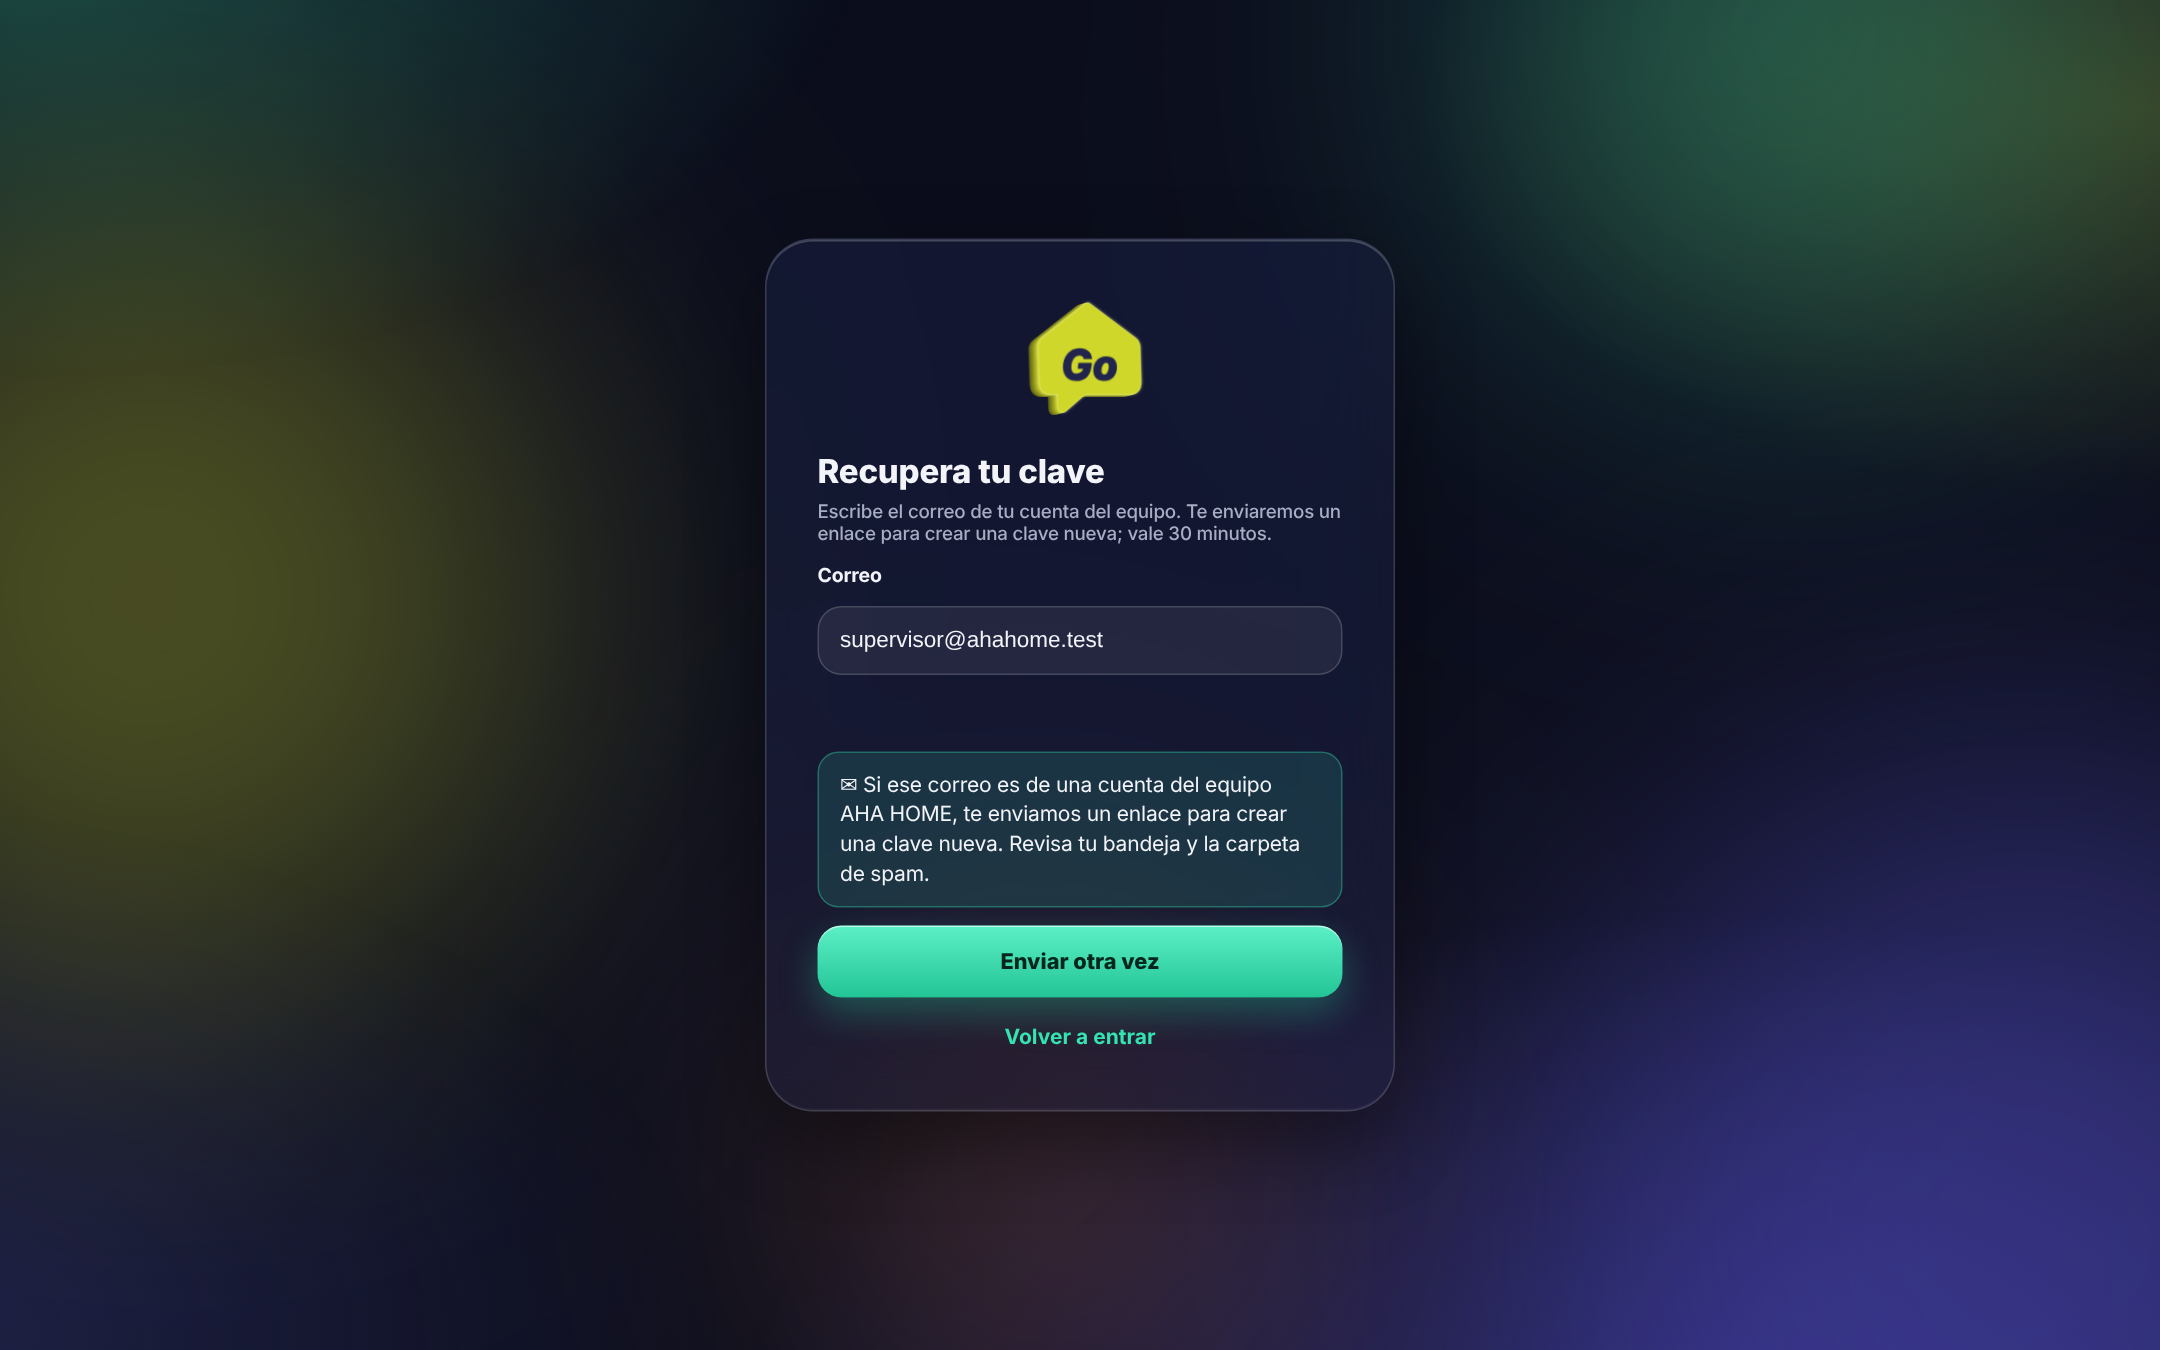 Go
Recupera tu clave
Escribe el correo de tu cuenta del equipo. Te enviaremos un
enlace para crear una clave nueva; vale 30 minutos.
Correo
supervisor@ahahome.test
✉ Si ese correo es de una cuenta del equipo
AHA HOME, te enviamos un enlace para crear
una clave nueva. Revisa tu bandeja y la carpeta
de spam.
Enviar otra vez
Volver a entrar